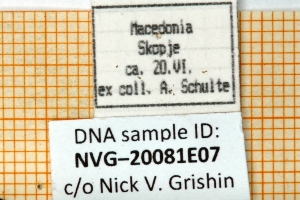 Macedonia
Skopje
ca. 20.VI.
ex coll. A. Schulte
DNA sample ID:
NVG–20081E07
c/o Nick V. Grishin